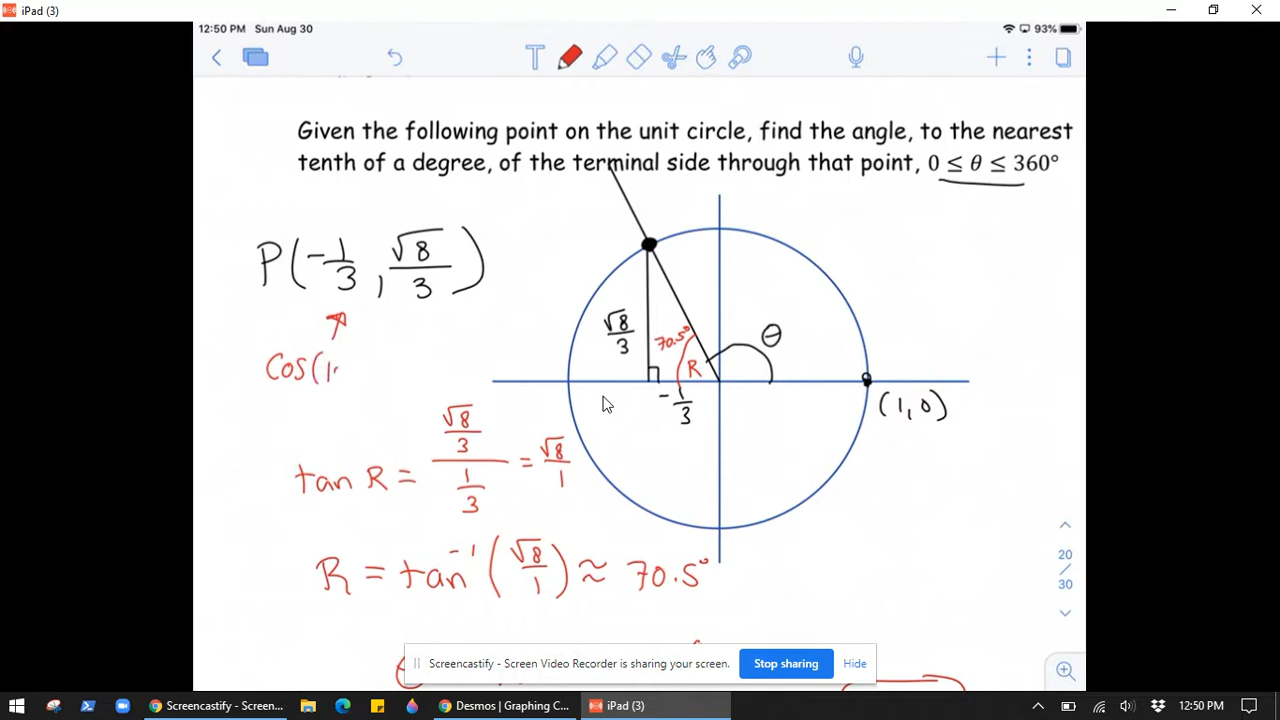 iPad (3)
12:50 PM Sun Aug 30
93%
T
Given the following point on the unit circle, find the angle, to the nearest
tenth of a degree, of the terminal side through that point, 0 ≤ θ ≤ 360°
P(-1/3, √8/3)
√8/3
70.5°
R
θ
-1/3
(1,0)
Cos(1
tan R = (√8/3)/(1/3) = √8/1
R = tan⁻¹(√8/1) ≈ 70.5°
20
/
30
Screencastify - Screen Video Recorder is sharing your screen.
Stop sharing
Hide
Screencastify - Screen...
Desmos | Graphing C...
iPad (3)
12:50 PM